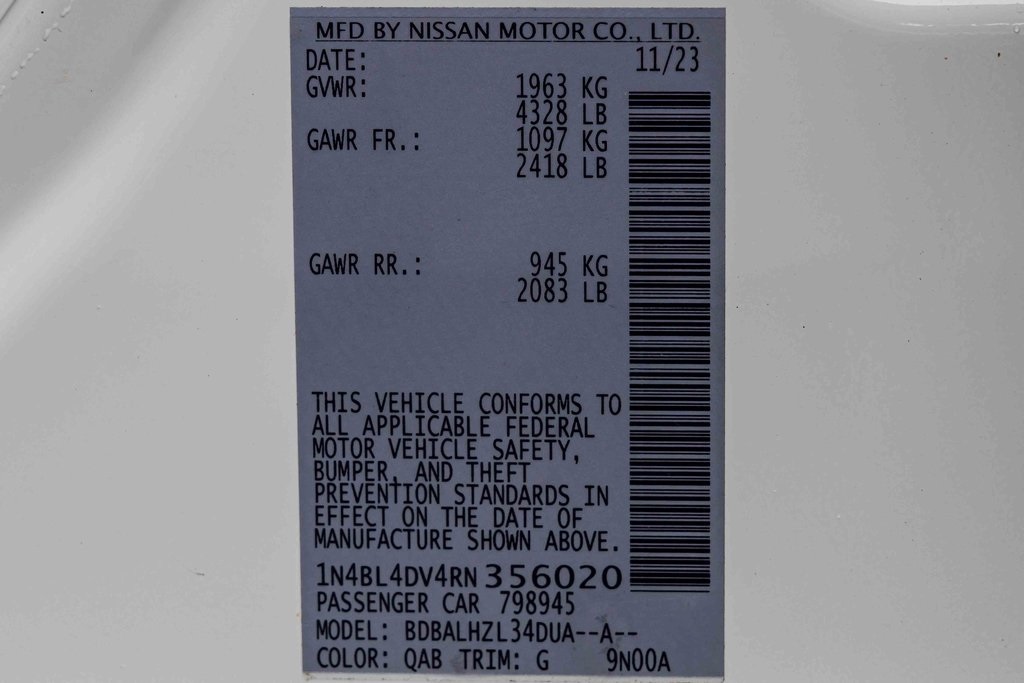 MFD BY NISSAN MOTOR CO., LTD.
DATE: 11/23
GVWR: 1963 KG
4328 LB
GAWR FR.: 1097 KG
2418 LB
GAWR RR.: 945 KG
2083 LB
THIS VEHICLE CONFORMS TO
ALL APPLICABLE FEDERAL
MOTOR VEHICLE SAFETY,
BUMPER, AND THEFT
PREVENTION STANDARDS IN
EFFECT ON THE DATE OF
MANUFACTURE SHOWN ABOVE.
1N4BL4DV4RN356020
PASSENGER CAR 798945
MODEL: BDBALHZL34DUA--A--
COLOR: QAB TRIM: G 9N00A